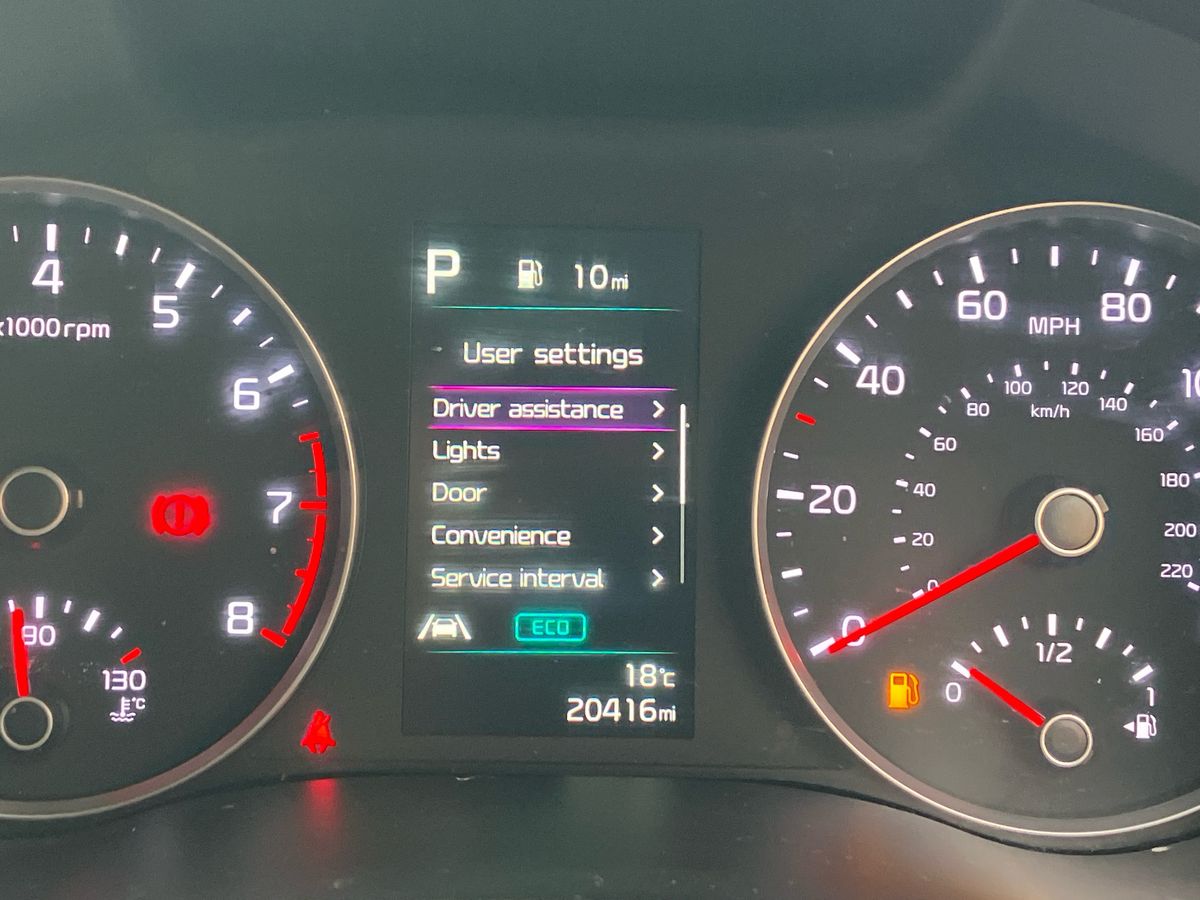 4
5
x1000rpm
6
7
8
90
130
°C
P
10mi
User settings
Driver assistance >
Lights >
Door >
Convenience >
Service interval >
ECO
18°C
20416mi
60
80
MPH
40
20
0
100
120
80
140
km/h
60
160
40
180
20
200
0
220
1/2
0
1